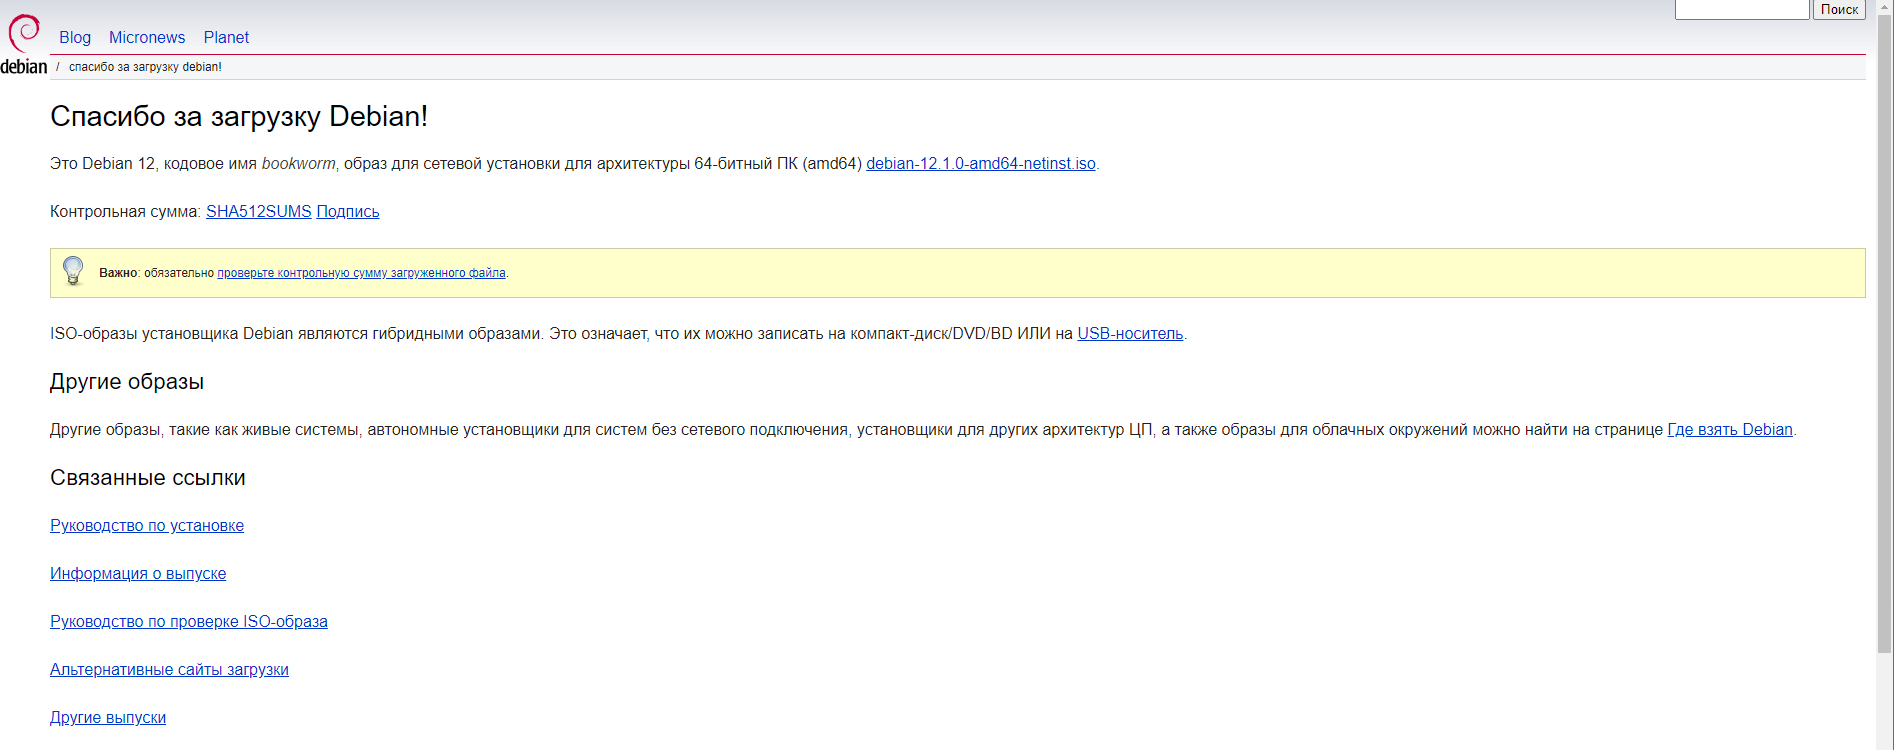 Поиск
Blog Micronews Planet
debian / спасибо за загрузку debian!
Спасибо за загрузку Debian!
Это Debian 12, кодовое имя bookworm, образ для сетевой установки для архитектуры 64-битный ПК (amd64) debian-12.1.0-amd64-netinst.iso.
Контрольная сумма: SHA512SUMS Подпись
Важно: обязательно проверьте контрольную сумму загруженного файла.
ISO-образы установщика Debian являются гибридными образами. Это означает, что их можно записать на компакт-диск/DVD/BD ИЛИ на USB-носитель.
Другие образы
Другие образы, такие как живые системы, автономные установщики для систем без сетевого подключения, установщики для других архитектур ЦП, а также образы для облачных окружений можно найти на странице Где взять Debian.
Связанные ссылки
Руководство по установке
Информация о выпуске
Руководство по проверке ISO-образа
Альтернативные сайты загрузки
Другие выпуски